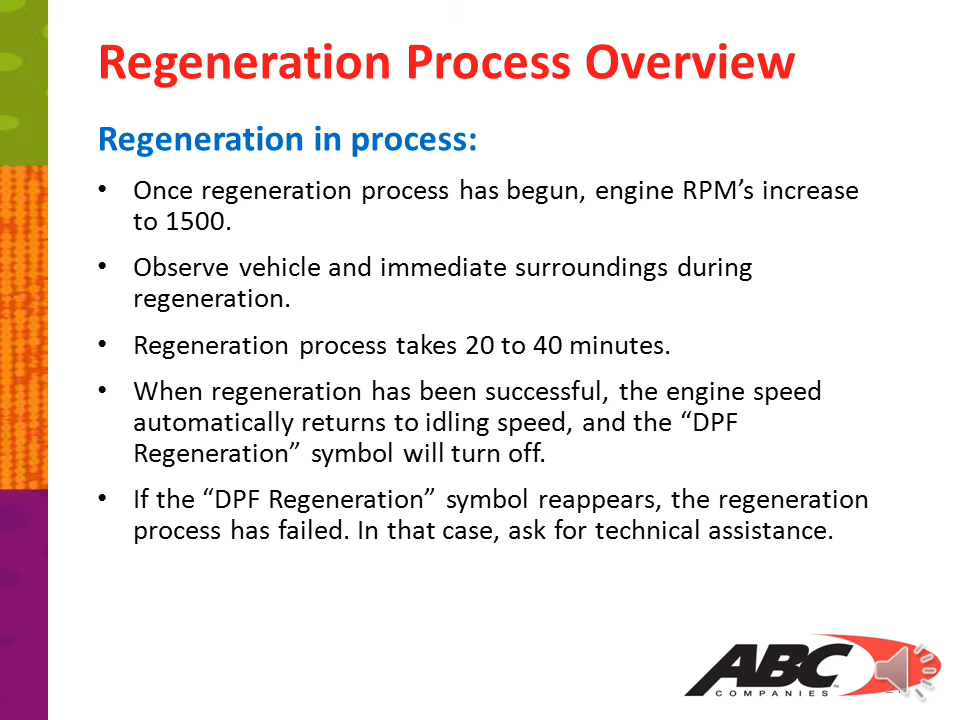 Regeneration Process Overview
Regeneration in process:
• Once regeneration process has begun, engine RPM’s increase
to 1500.
• Observe vehicle and immediate surroundings during
regeneration.
• Regeneration process takes 20 to 40 minutes.
• When regeneration has been successful, the engine speed
automatically returns to idling speed, and the “DPF
Regeneration” symbol will turn off.
• If the “DPF Regeneration” symbol reappears, the regeneration
process has failed. In that case, ask for technical assistance.
ABC
COMPANIES™